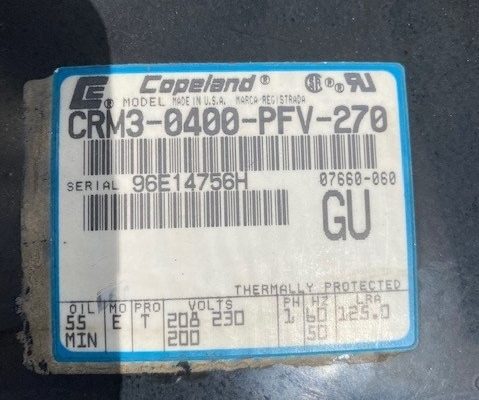 CE® Copeland®
MODEL MADE IN U.S.A. MARCA REGISTRADA
CRM3-0400-PFV-270
SERIAL 96E14756H 07660-060
GU
THERMALLY PROTECTED
OIL MO PRO VOLTS PH HZ LRA
55 E T 208 230 1 60 125.0
MIN 200 50